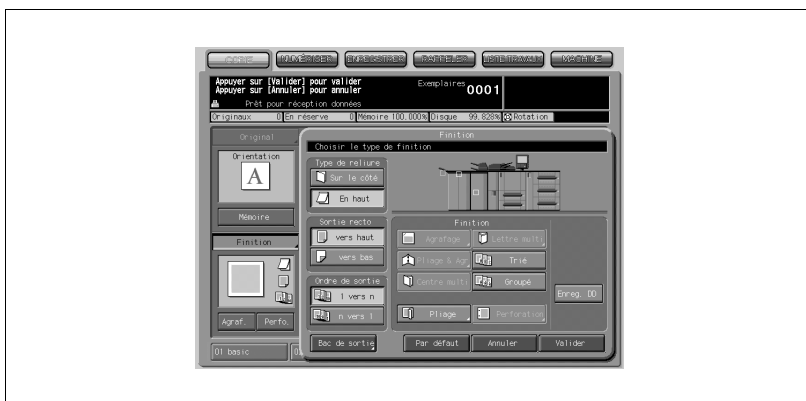 COPIE NUMÉRISER ENREGISTRER RAPPELER LISTE TRAVAUX MACHINE
Appuyer sur [Valider] pour valider
Appuyer sur [Annuler] pour annuler
Exemplaires 0001
Prêt pour réception données
Originaux 0 En réserve 0 Mémoire 100.000% Disque 99.828% Rotation
Original
Orientation
A
Mémoire
Finition
Agraf. Perfo.
01 basic
Finition
Choisir le type de finition
Type de reliure
Sur le côté
En haut
Sortie recto
vers haut
vers bas
Ordre de sortie
1 vers n
n vers 1
Finition
Agrafage Lettre multi
Pliage & Agr Trié
Centre multi Groupé
Pliage Perforation
Enreg. DD
Bac de sortie Par défaut Annuler Valider